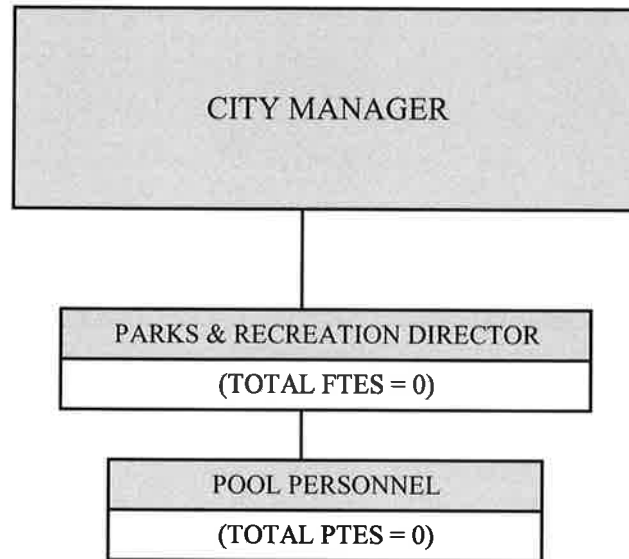 CITY MANAGER
PARKS & RECREATION DIRECTOR
(TOTAL FTES = 0)
POOL PERSONNEL
(TOTAL PTES = 0)